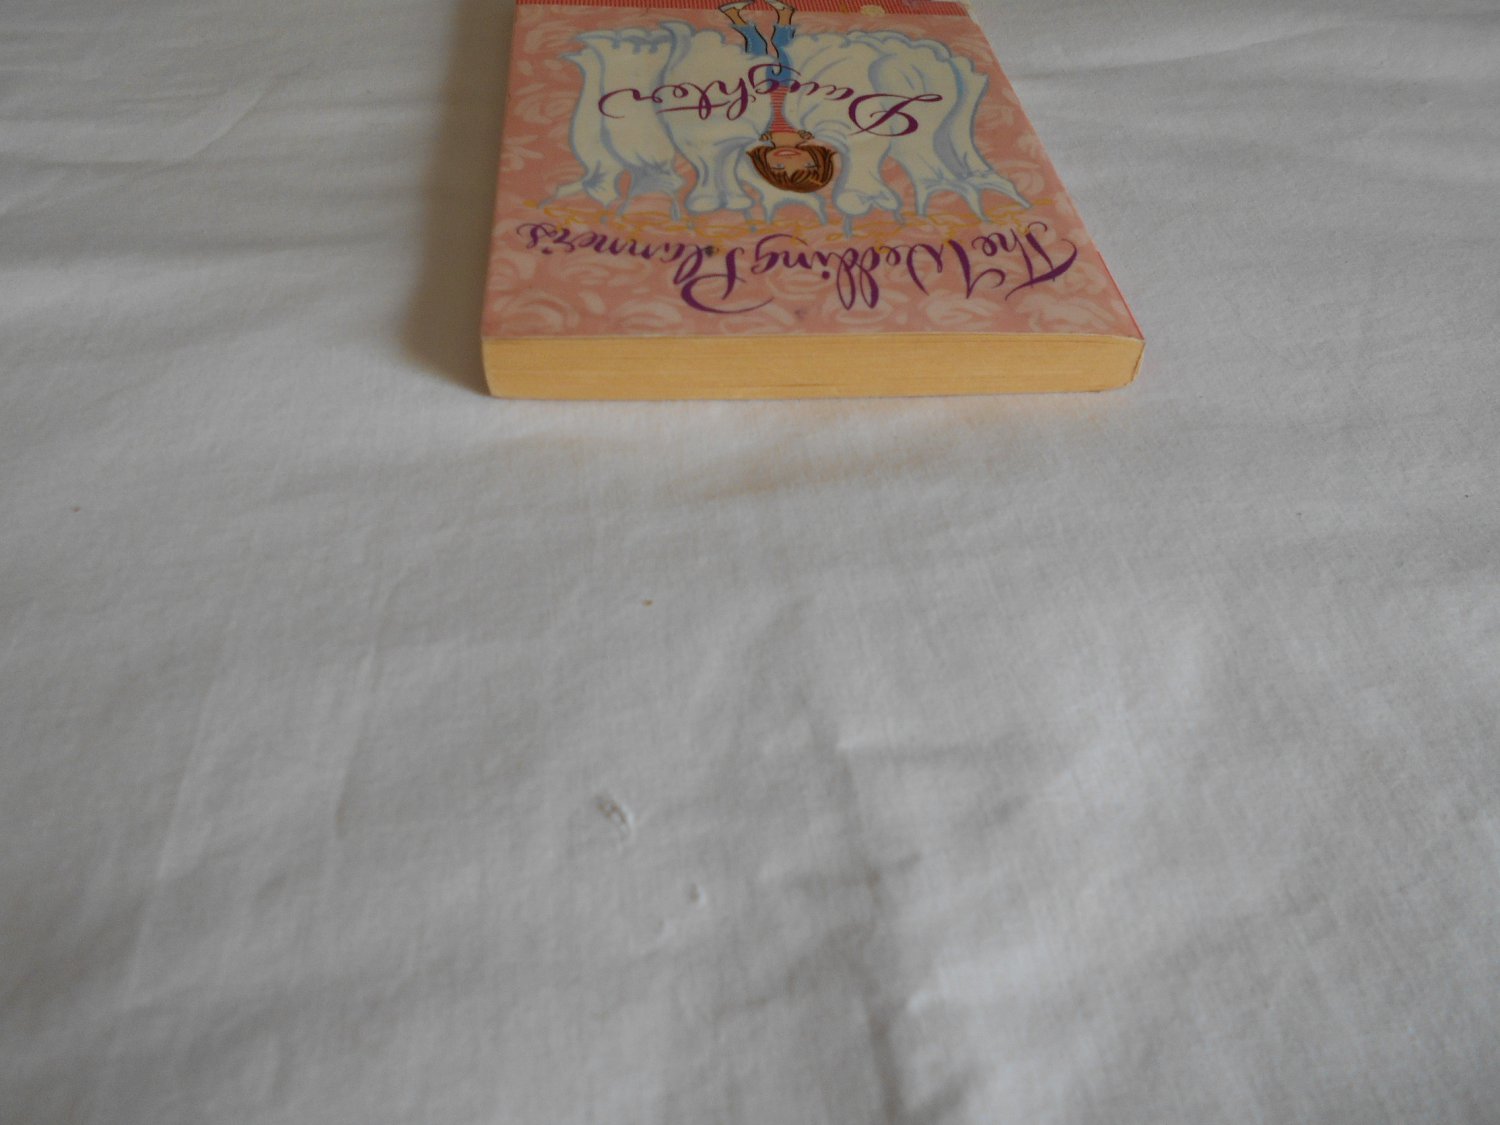 The Wedding Planner's
Daughter